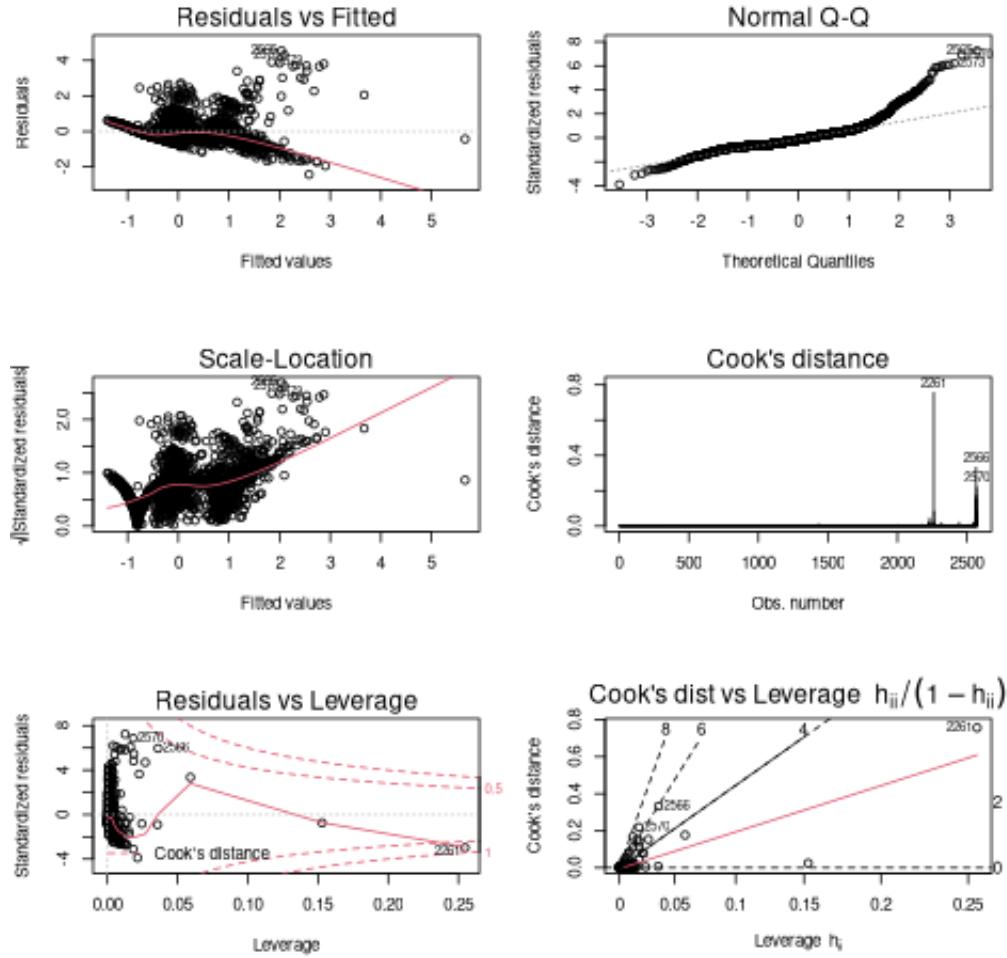 Residuals vs Fitted
Residuals
4
2
0
-2
2573
-1 0 1 2 3 4 5
Fitted values
Normal Q-Q
Standardized residuals
8
6
4
2
0
-4
2573
-3 -2 -1 0 1 2 3
Theoretical Quantiles
Scale-Location
√|Standardized residuals|
2.0
1.0
0.0
-1 0 1 2 3 4 5
Fitted values
Cook's distance
Cook's distance
0.8
0.4
0.0
2261
2566
2570
0 500 1000 1500 2000 2500
Obs. number
Residuals vs Leverage
Standardized residuals
8
4
0
-4
2570
2566
2261
Cook's distance
0.5
1
0.00 0.05 0.10 0.15 0.20 0.25
Leverage
Cook's dist vs Leverage h_ii/(1 − h_ii)
Cook's distance
0.8
0.6
0.4
0.2
0.0
8 6 4
2261
2566
2570
2
0
0 0.05 0.1 0.15 0.2 0.25
Leverage h_ii